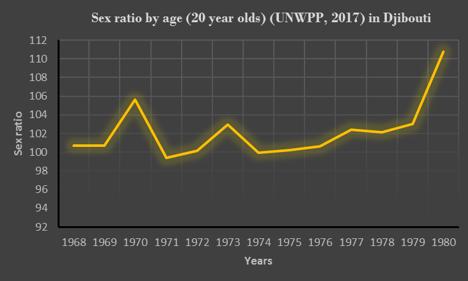 Sex ratio by age (20 year olds) (UNWPP, 2017) in Djibouti
112
110
108
106
104
102
100
98
96
94
92
Sex ratio
1968 1969 1970 1971 1972 1973 1974 1975 1976 1977 1978 1979 1980
Years